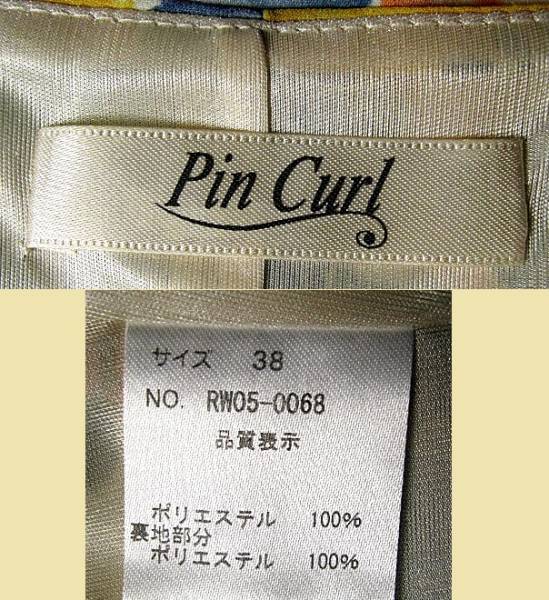 Pin Curl
サイズ 38
NO. RW05-0068
品質表示
ポリエステル 100%
裏地部分
ポリエステル 100%